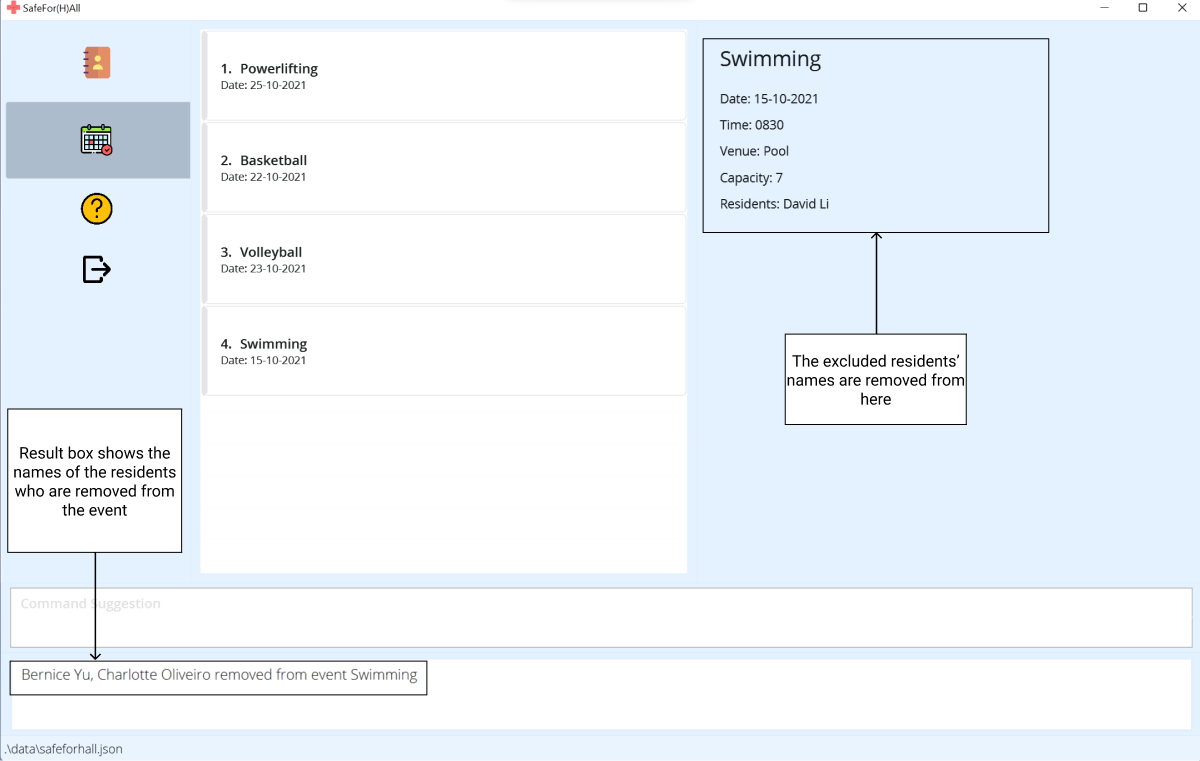 SafeFor(H)All
1. Powerlifting
Date: 25-10-2021
2. Basketball
Date: 22-10-2021
3. Volleyball
Date: 23-10-2021
4. Swimming
Date: 15-10-2021
Swimming
Date: 15-10-2021
Time: 0830
Venue: Pool
Capacity: 7
Residents: David Li
The excluded residents’
names are removed from
here
Result box shows the
names of the residents
who are removed from
the event
Command Suggestion
Bernice Yu, Charlotte Oliveiro removed from event Swimming
.\data\safeforhall.json